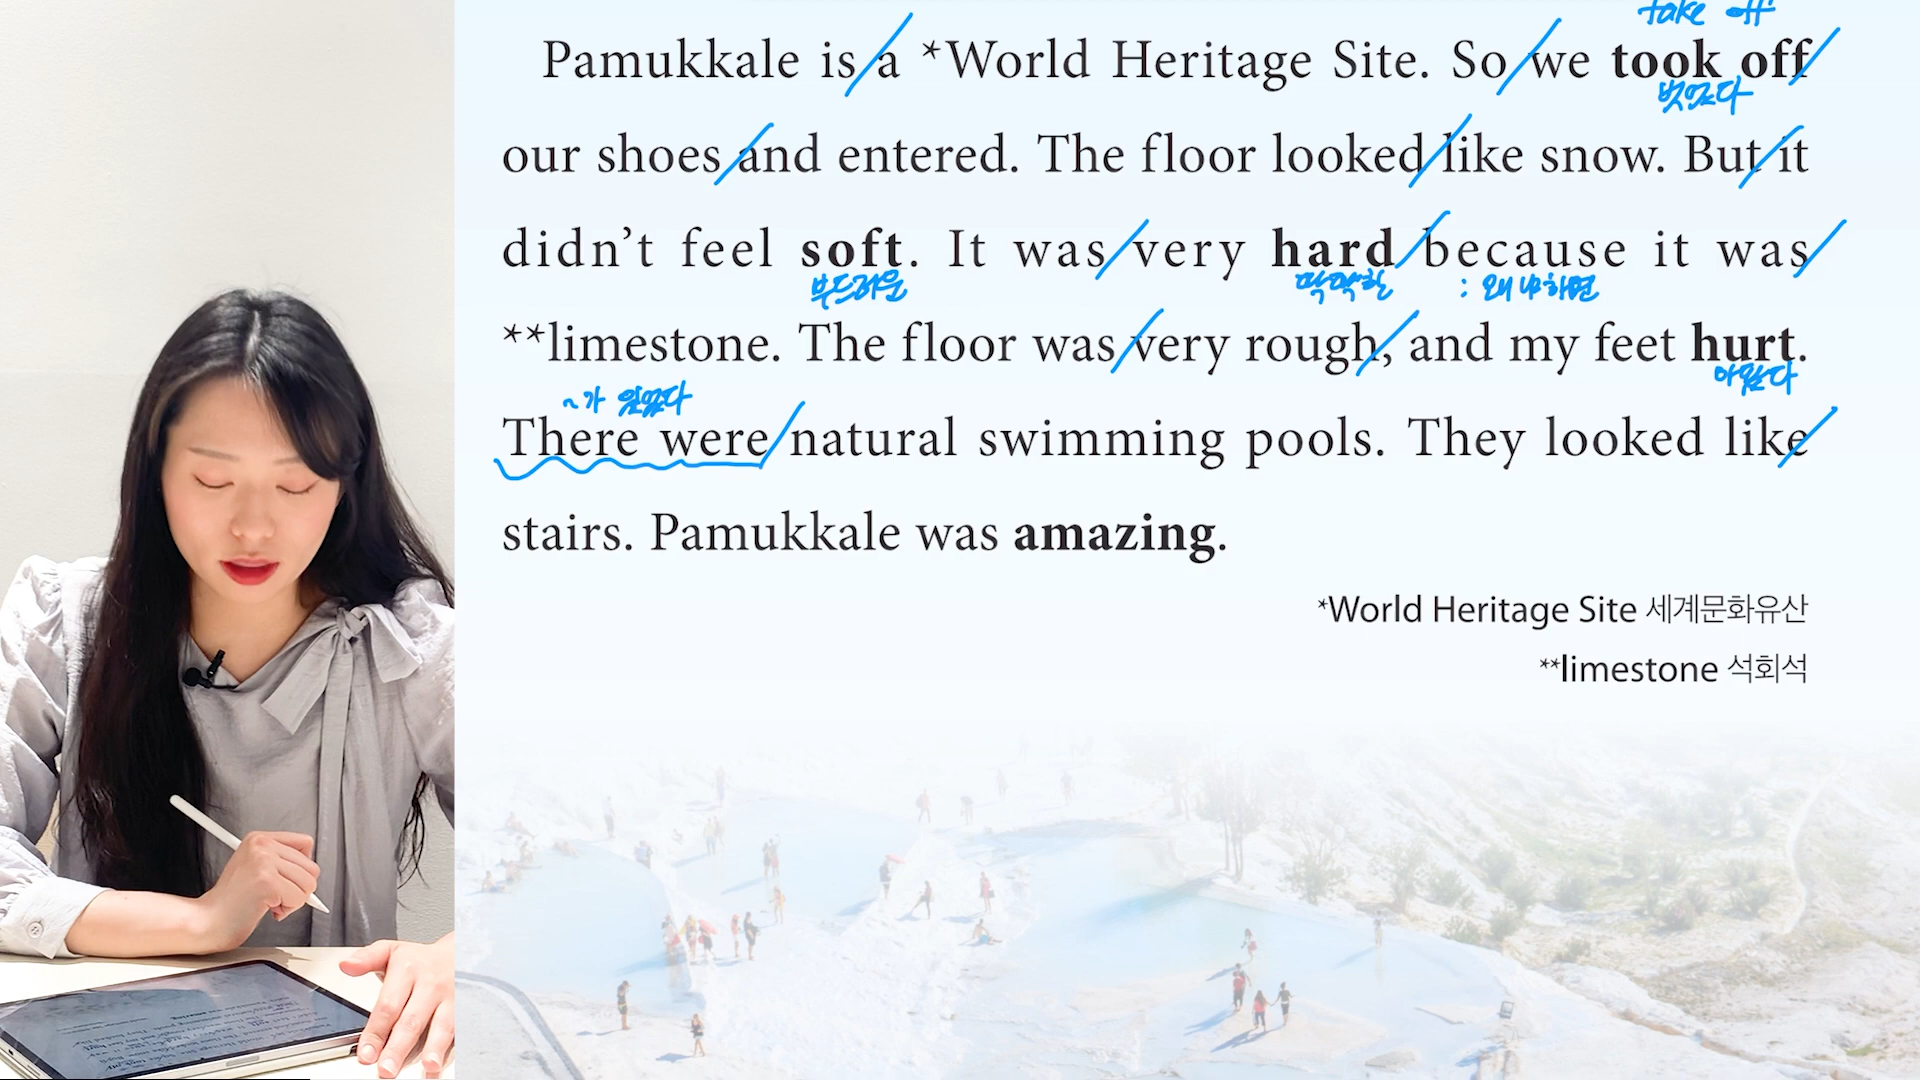 take off
Pamukkale is a *World Heritage Site. So we took off
벗었다
our shoes and entered. The floor looked like snow. But it
didn’t feel soft. It was very hard because it was
부드러운 딱딱한 : 왜냐하면
**limestone. The floor was very rough, and my feet hurt.
~가 있었다 아팠다
There were natural swimming pools. They looked like
stairs. Pamukkale was amazing.
*World Heritage Site 세계문화유산
**limestone 석회석